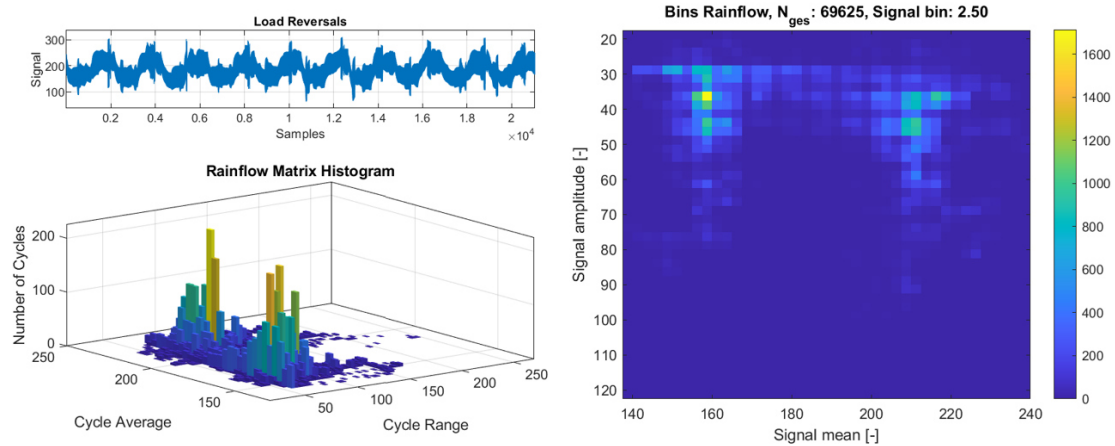 Load Reversals
300
200
100
Signal
0.2 0.4 0.6 0.8 1 1.2 1.4 1.6 1.8 2
Samples
×10⁴
Rainflow Matrix Histogram
200
100
0
Number of Cycles
250
200
150
Cycle Average
50
100
150
200
250
Cycle Range
Bins Rainflow, N_ges: 69625, Signal bin: 2.50
20
30
40
50
60
70
80
90
100
110
120
Signal amplitude [-]
140 160 180 200 220 240
Signal mean [-]
1600
1400
1200
1000
800
600
400
200
0